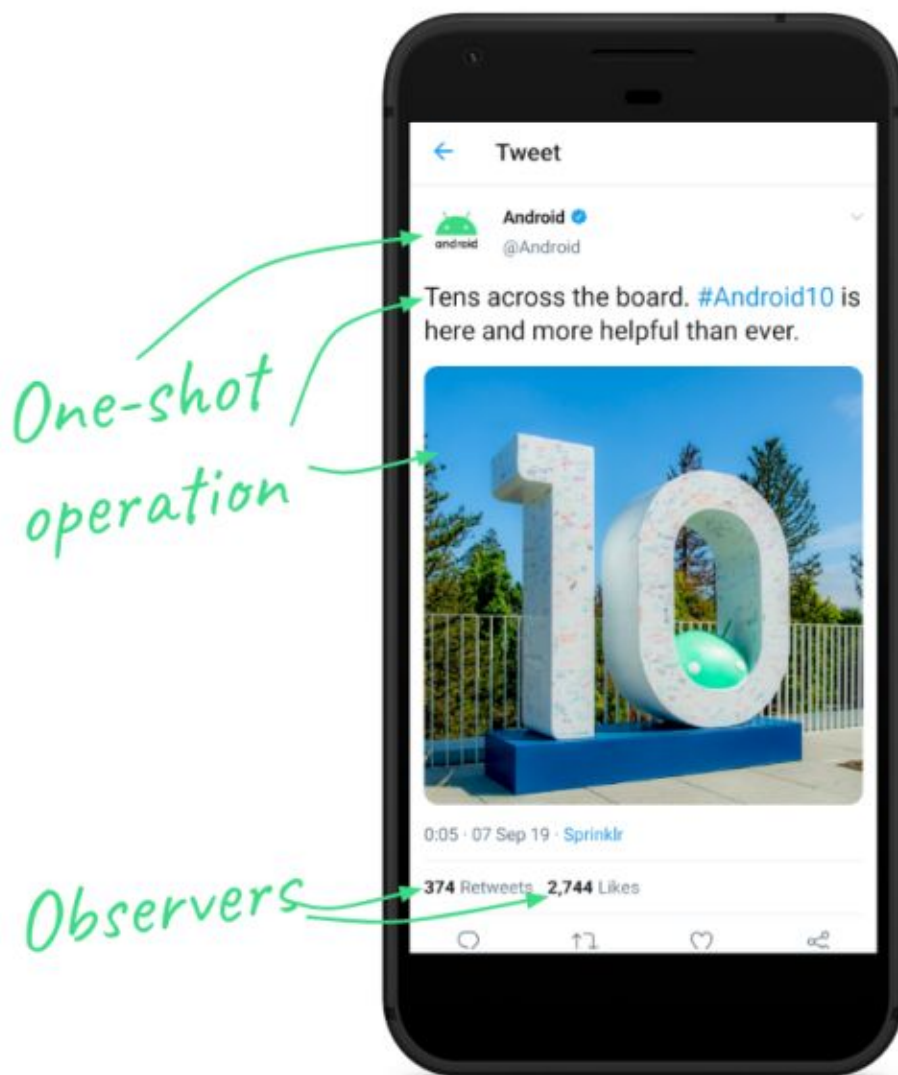 Tweet
android
Android
@Android
Tens across the board. #Android10 is
here and more helpful than ever.
One-shot
operation
10
0:05 · 07 Sep 19 · Sprinklr
Observers
374 Retweets 2,744 Likes